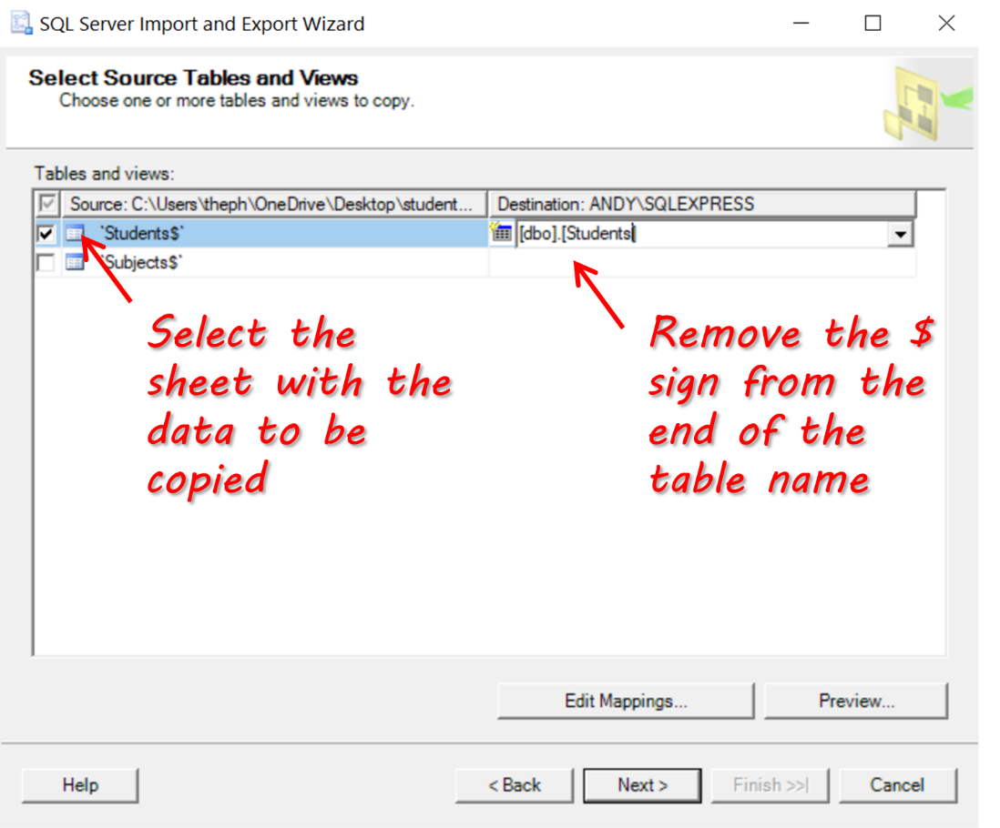 SQL Server Import and Export Wizard
Select Source Tables and Views
Choose one or more tables and views to copy.
Tables and views:
Source: C:\Users\theph\OneDrive\Desktop\student... Destination: ANDY\SQLEXPRESS
`Students$` [dbo].[Students]
`Subjects$`
Select the
sheet with the
data to be
copied
Remove the $
sign from the
end of the
table name
Edit Mappings... Preview...
Help < Back Next > Finish >>| Cancel